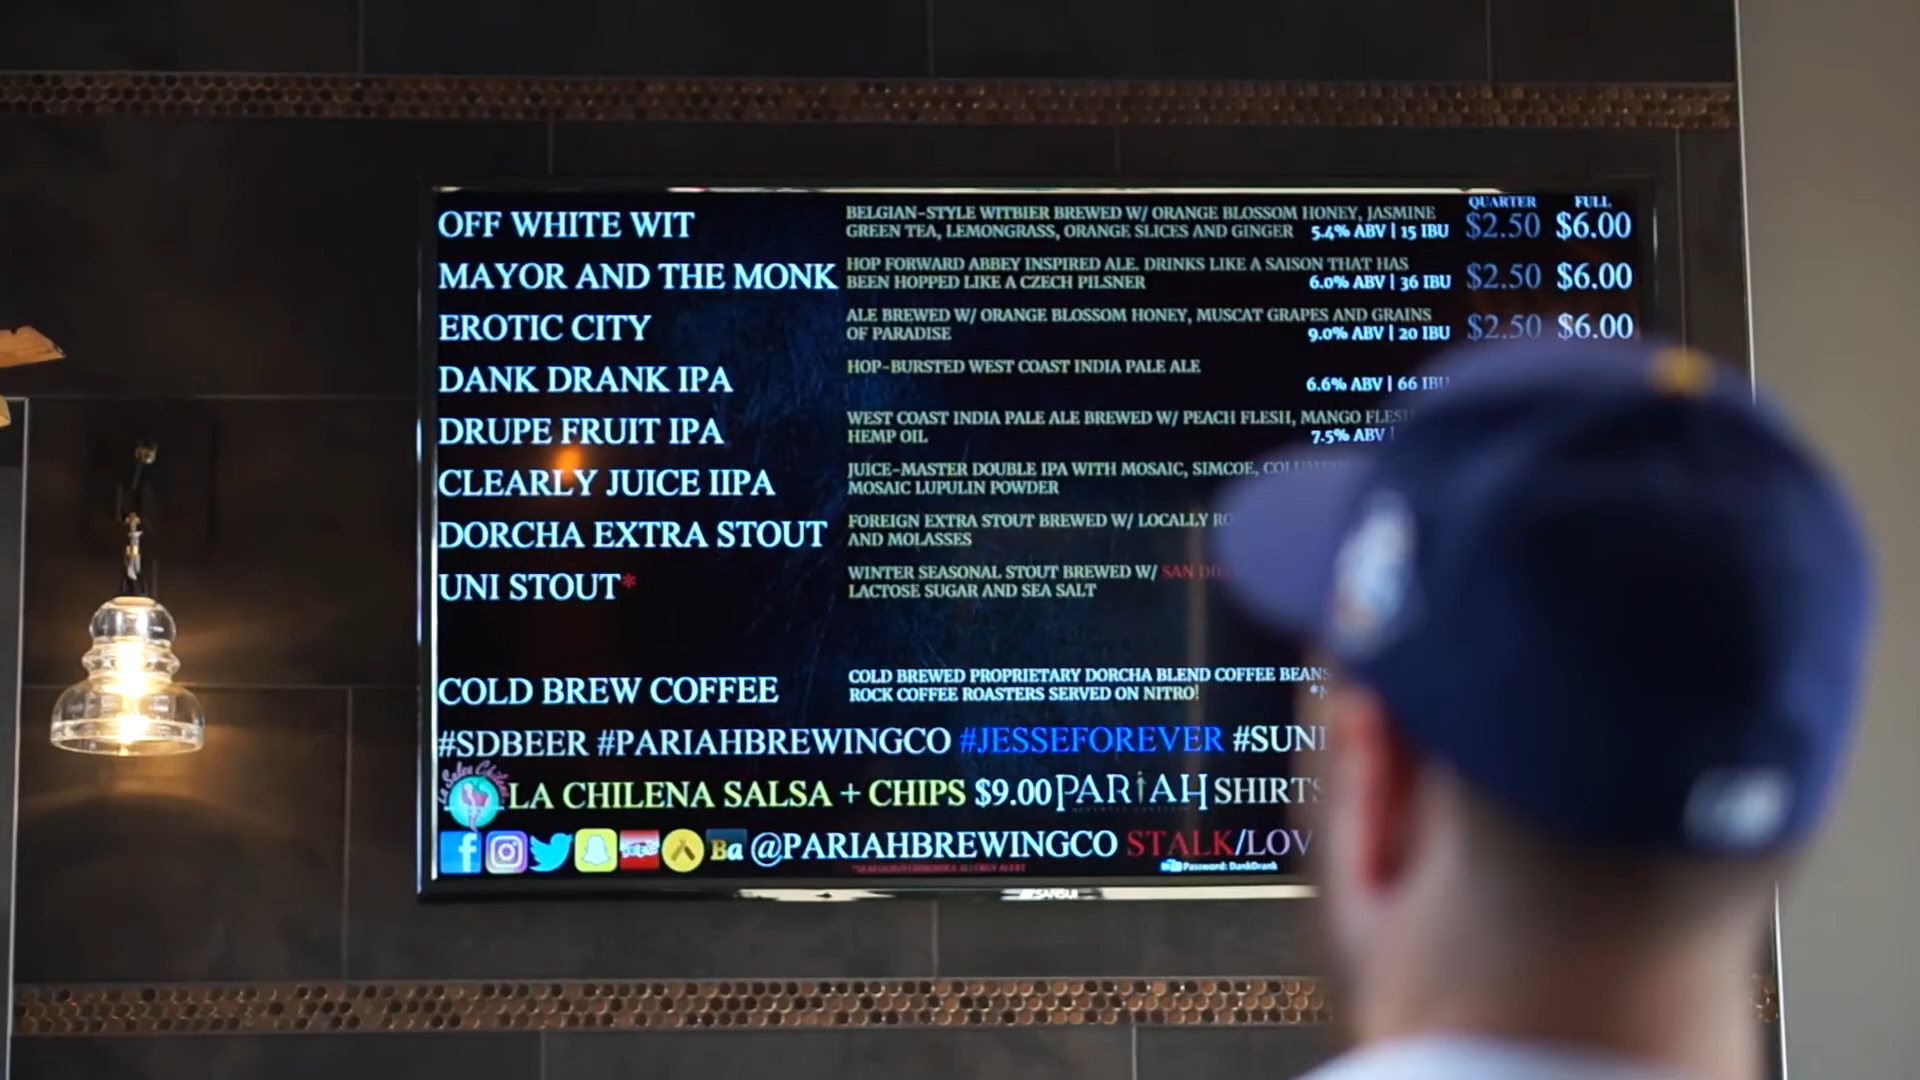 QUARTER FULL
OFF WHITE WIT BELGIAN-STYLE WITBIER BREWED W/ ORANGE BLOSSOM HONEY, JASMINE
GREEN TEA, LEMONGRASS, ORANGE SLICES AND GINGER 5.4% ABV | 15 IBU $2.50 $6.00
MAYOR AND THE MONK HOP FORWARD ABBEY INSPIRED ALE. DRINKS LIKE A SAISON THAT HAS
BEEN HOPPED LIKE A CZECH PILSNER 6.0% ABV | 36 IBU $2.50 $6.00
EROTIC CITY ALE BREWED W/ ORANGE BLOSSOM HONEY, MUSCAT GRAPES AND GRAINS
OF PARADISE 9.0% ABV | 20 IBU $2.50 $6.00
DANK DRANK IPA HOP-BURSTED WEST COAST INDIA PALE ALE
6.6% ABV | 66 IBU
DRUPE FRUIT IPA WEST COAST INDIA PALE ALE BREWED W/ PEACH FLESH, MANGO
HEMP OIL 7.5% ABV |
CLEARLY JUICE IIPA JUICE-MASTER DOUBLE IPA WITH MOSAIC, SIMCOE,
MOSAIC LUPULIN POWDER
DORCHA EXTRA STOUT FOREIGN EXTRA STOUT BREWED W/ LOCALLY
AND MOLASSES
UNI STOUT* WINTER SEASONAL STOUT BREWED W/ SAN
LACTOSE SUGAR AND SEA SALT
COLD BREW COFFEE COLD BREWED PROPRIETARY DORCHA BLEND COFFEE BEANS
ROCK COFFEE ROASTERS SERVED ON NITRO!
#SDBEER #PARIAHBREWINGCO #JESSEFOREVER
LA CHILENA SALSA + CHIPS $9.00 PARIAH SHIRTS
Ba @PARIAHBREWINGCO STALK/
Password: DankDrank
SANSUI